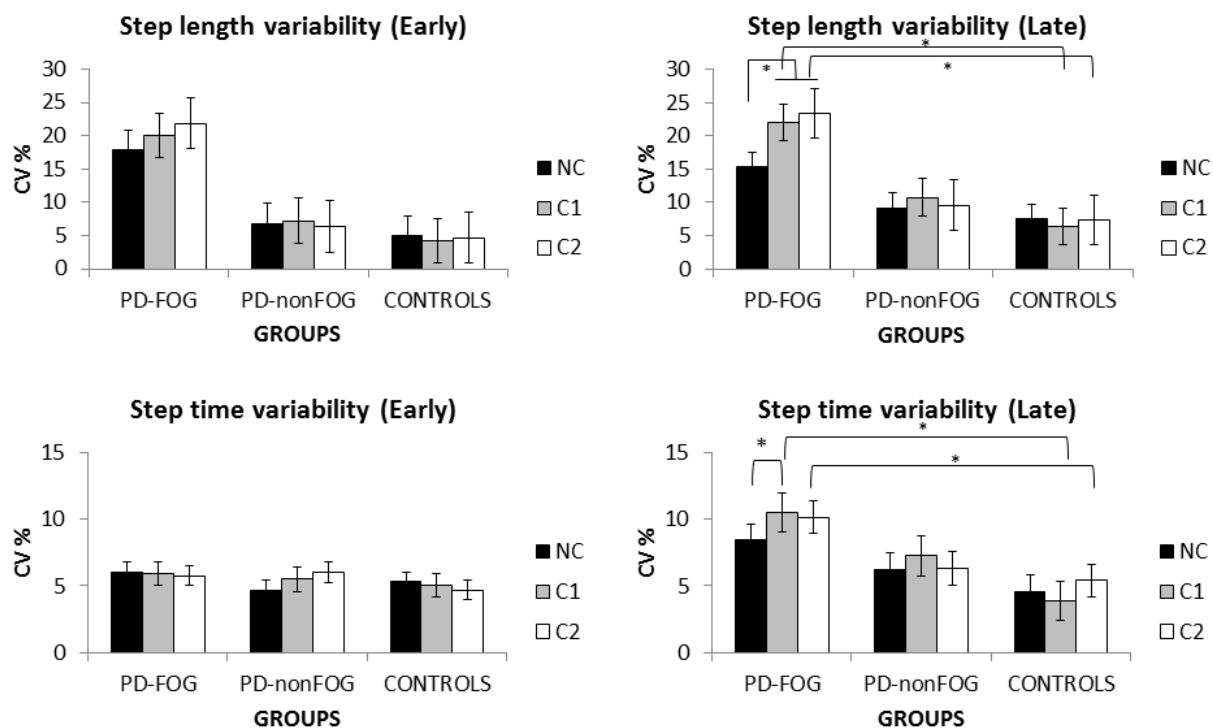 Step length variability (Early)
30
25
20
15
10
5
0
CV %
PD-FOG PD-nonFOG CONTROLS
GROUPS
NC
C1
C2
Step length variability (Late)
*
*
*
30
25
20
15
10
5
0
CV %
PD-FOG PD-nonFOG CONTROLS
GROUPS
NC
C1
C2
Step time variability (Early)
15
10
5
0
CV %
PD-FOG PD-nonFOG CONTROLS
GROUPS
NC
C1
C2
Step time variability (Late)
*
*
*
15
10
5
0
CV %
PD-FOG PD-nonFOG CONTROLS
GROUPS
NC
C1
C2